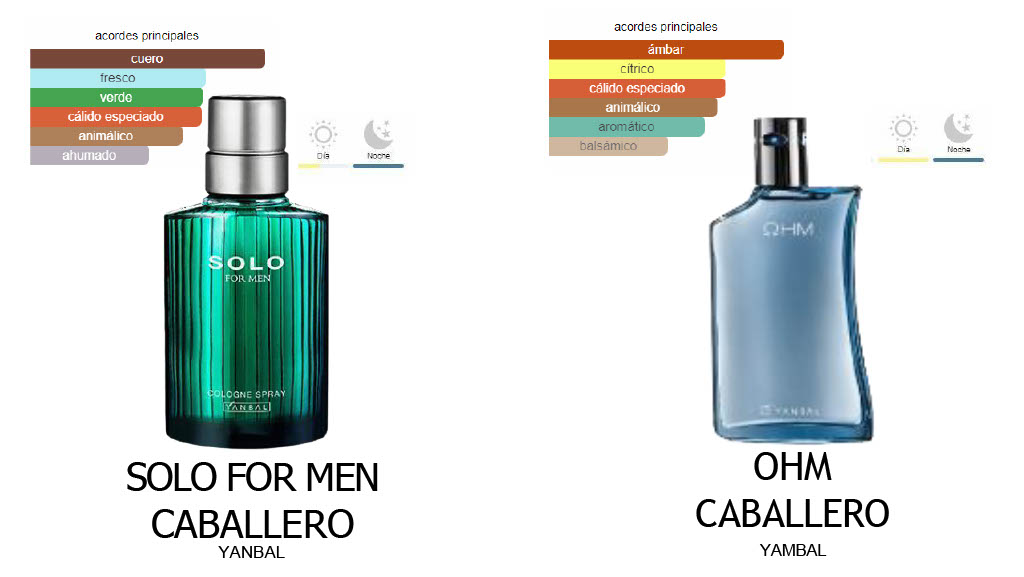 acordes principales
cuero
fresco
verde
cálido especiado
animálico
ahumado
Día
Noche
SOLO
FOR MEN
COLOGNE SPRAY
YANBAL
SOLO FOR MEN
CABALLERO
YANBAL
acordes principales
ámbar
cítrico
cálido especiado
animálico
aromático
balsámico
Día
Noche
ΩHM
YANBAL
OHM
CABALLERO
YAMBAL